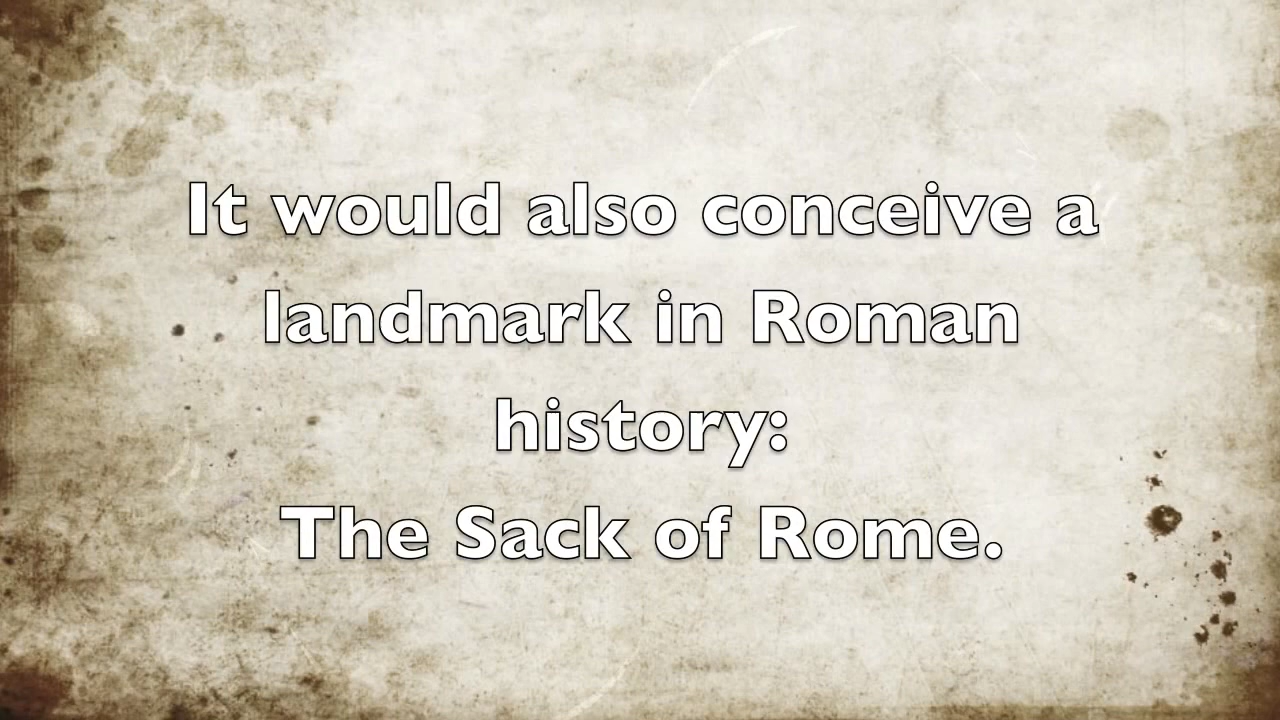 It would also conceive a
landmark in Roman
history:
The Sack of Rome.